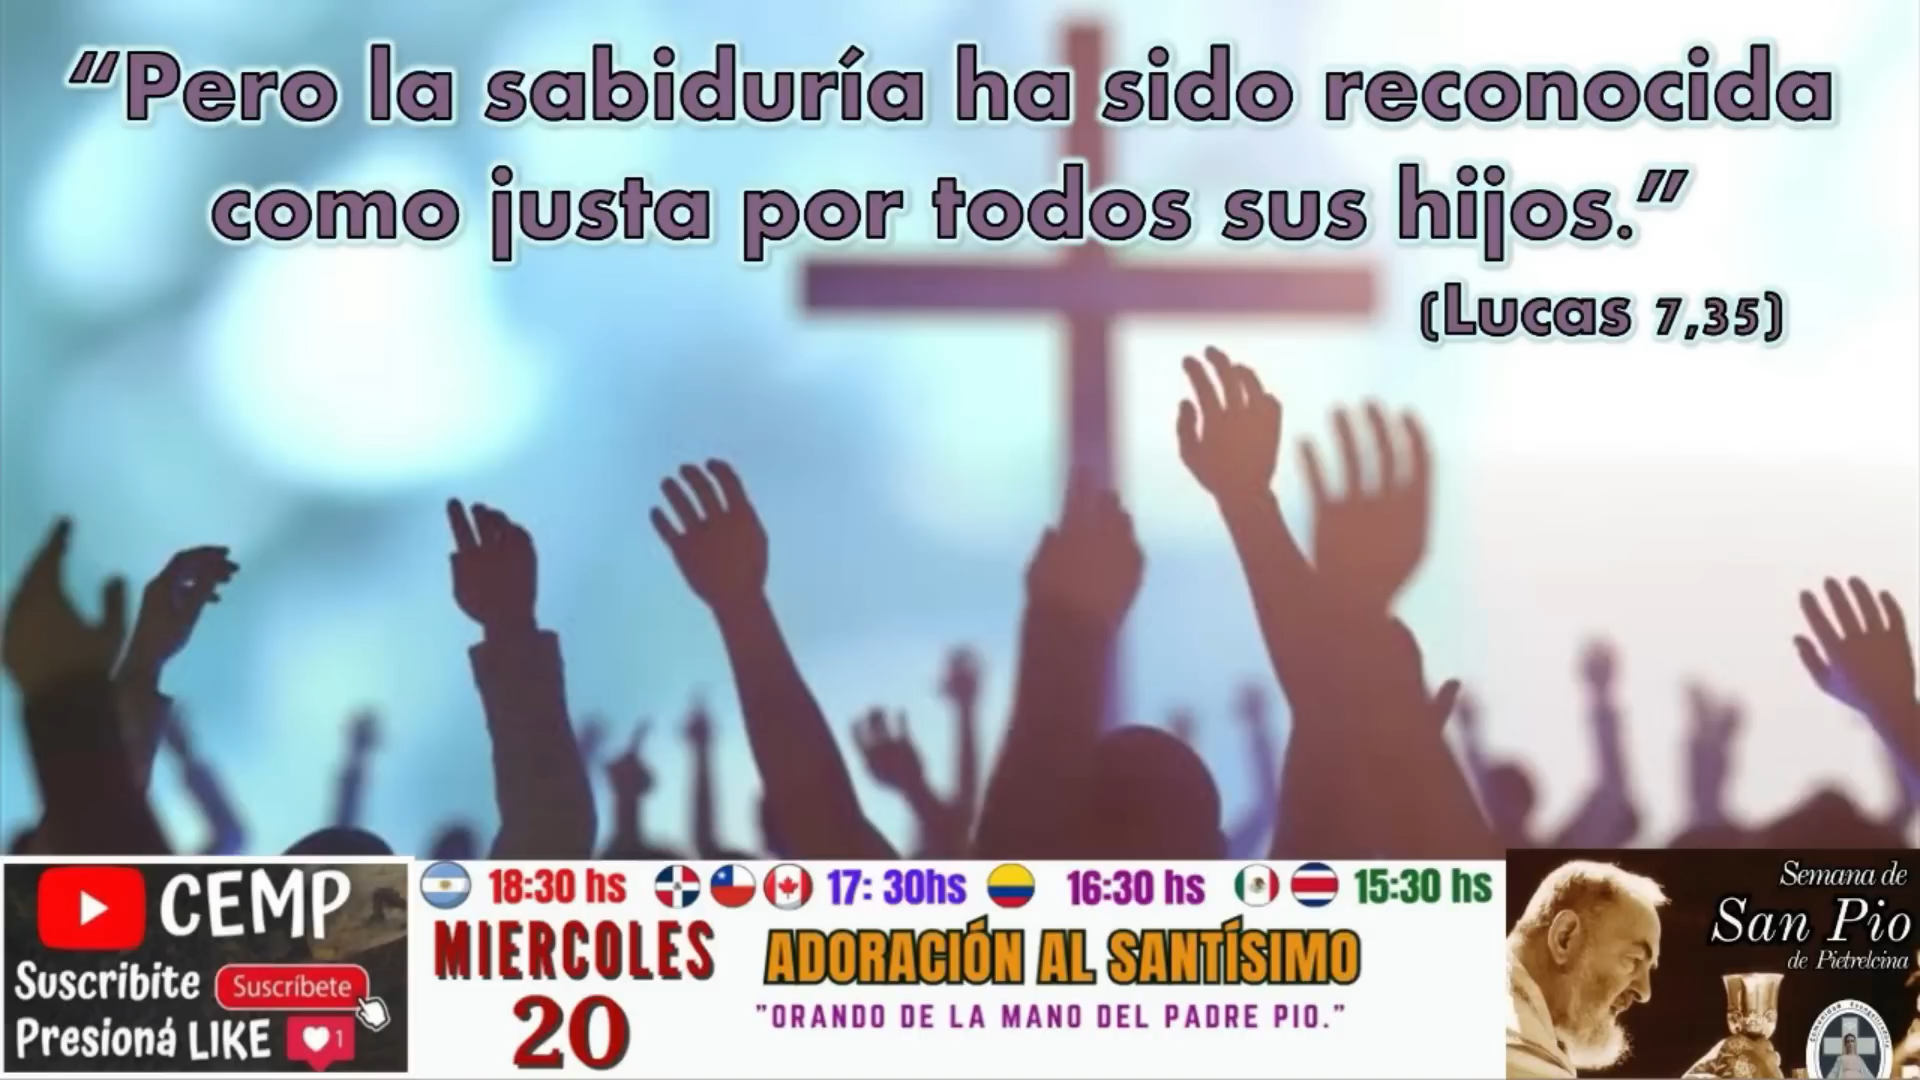 “Pero la sabiduría ha sido reconocida
como justa por todos sus hijos.”
(Lucas 7,35)
CEMP
Suscribite Suscríbete
Presioná LIKE 1
18:30 hs 17: 30hs 16:30 hs 15:30 hs
MIERCOLES
20
ADORACIÓN AL SANTÍSIMO
"ORANDO DE LA MANO DEL PADRE PIO."
Semana de
San Pio
de Pietrelcina